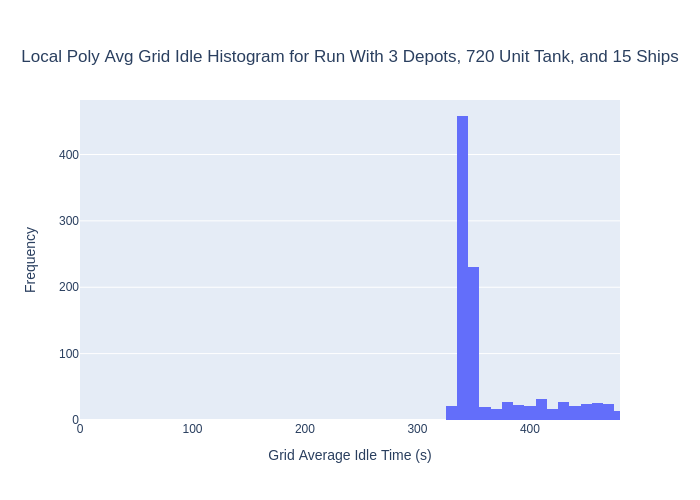 Local Poly Avg Grid Idle Histogram for Run With 3 Depots, 720 Unit Tank, and 15 Ships
Frequency
400
300
200
100
0
0 100 200 300 400
Grid Average Idle Time (s)